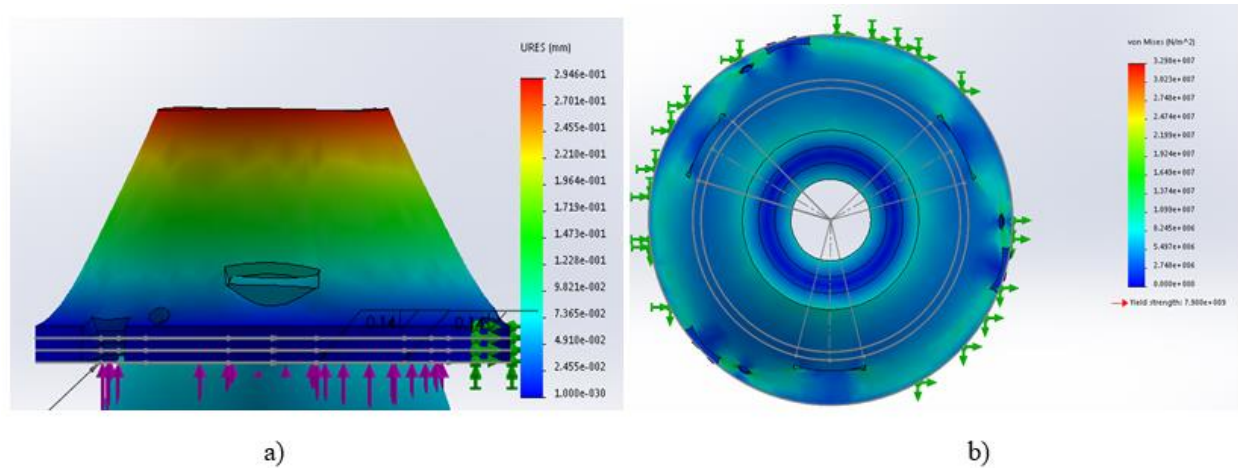 URES (mm)
2.946e-001
2.701e-001
2.455e-001
2.210e-001
1.964e-001
1.719e-001
1.473e-001
1.228e-001
9.821e-002
7.365e-002
4.910e-002
2.455e-002
1.000e-030
0.14
von Mises (N/m^2)
3.298e+007
3.023e+007
2.748e+007
2.474e+007
2.199e+007
1.924e+007
1.649e+007
1.374e+007
1.099e+007
8.245e+006
5.497e+006
2.748e+006
0.000e+000
Yield strength: 7.900e+009
a)
b)